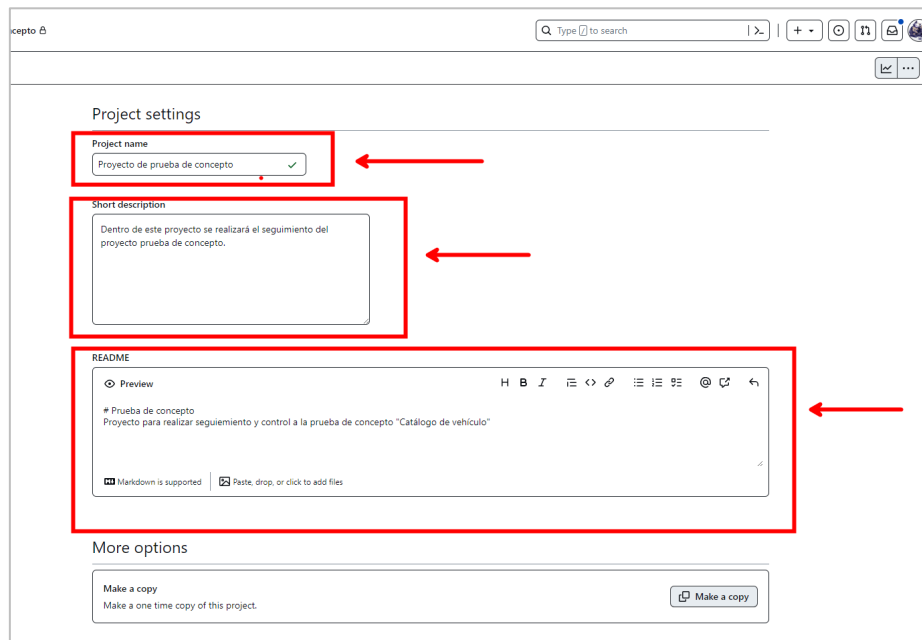 cepto
Type / to search
Project settings
Project name
Proyecto de prueba de concepto
Short description
Dentro de este proyecto se realizará el seguimiento del
proyecto prueba de concepto.
README
Preview
H B I
# Prueba de concepto
Proyecto para realizar seguiemiento y control a la prueba de concepto "Catálogo de vehículo"
Markdown is supported
Paste, drop, or click to add files
More options
Make a copy
Make a one time copy of this project.
Make a copy